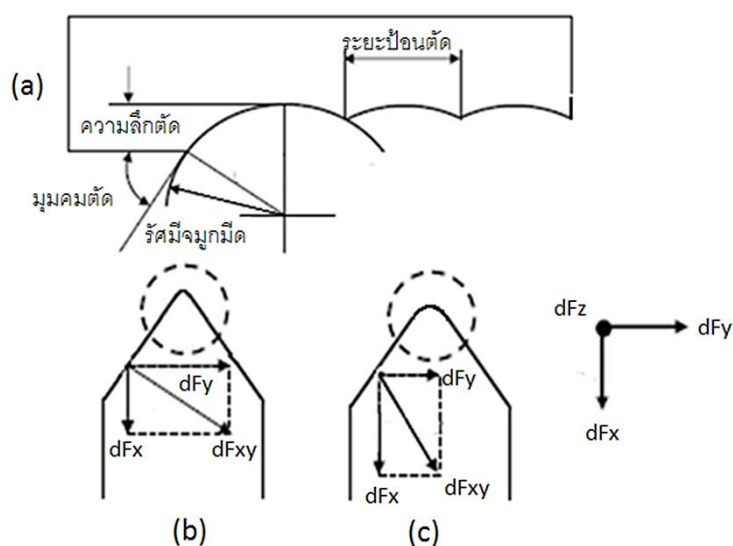 (a)
ระยะป้อนตัด
ความลึกตัด
มุมคมตัด
รัศมีจมูกมีด
dFy
dFx
dFxy
(b)
dFy
dFx
dFxy
(c)
dFz
dFy
dFx